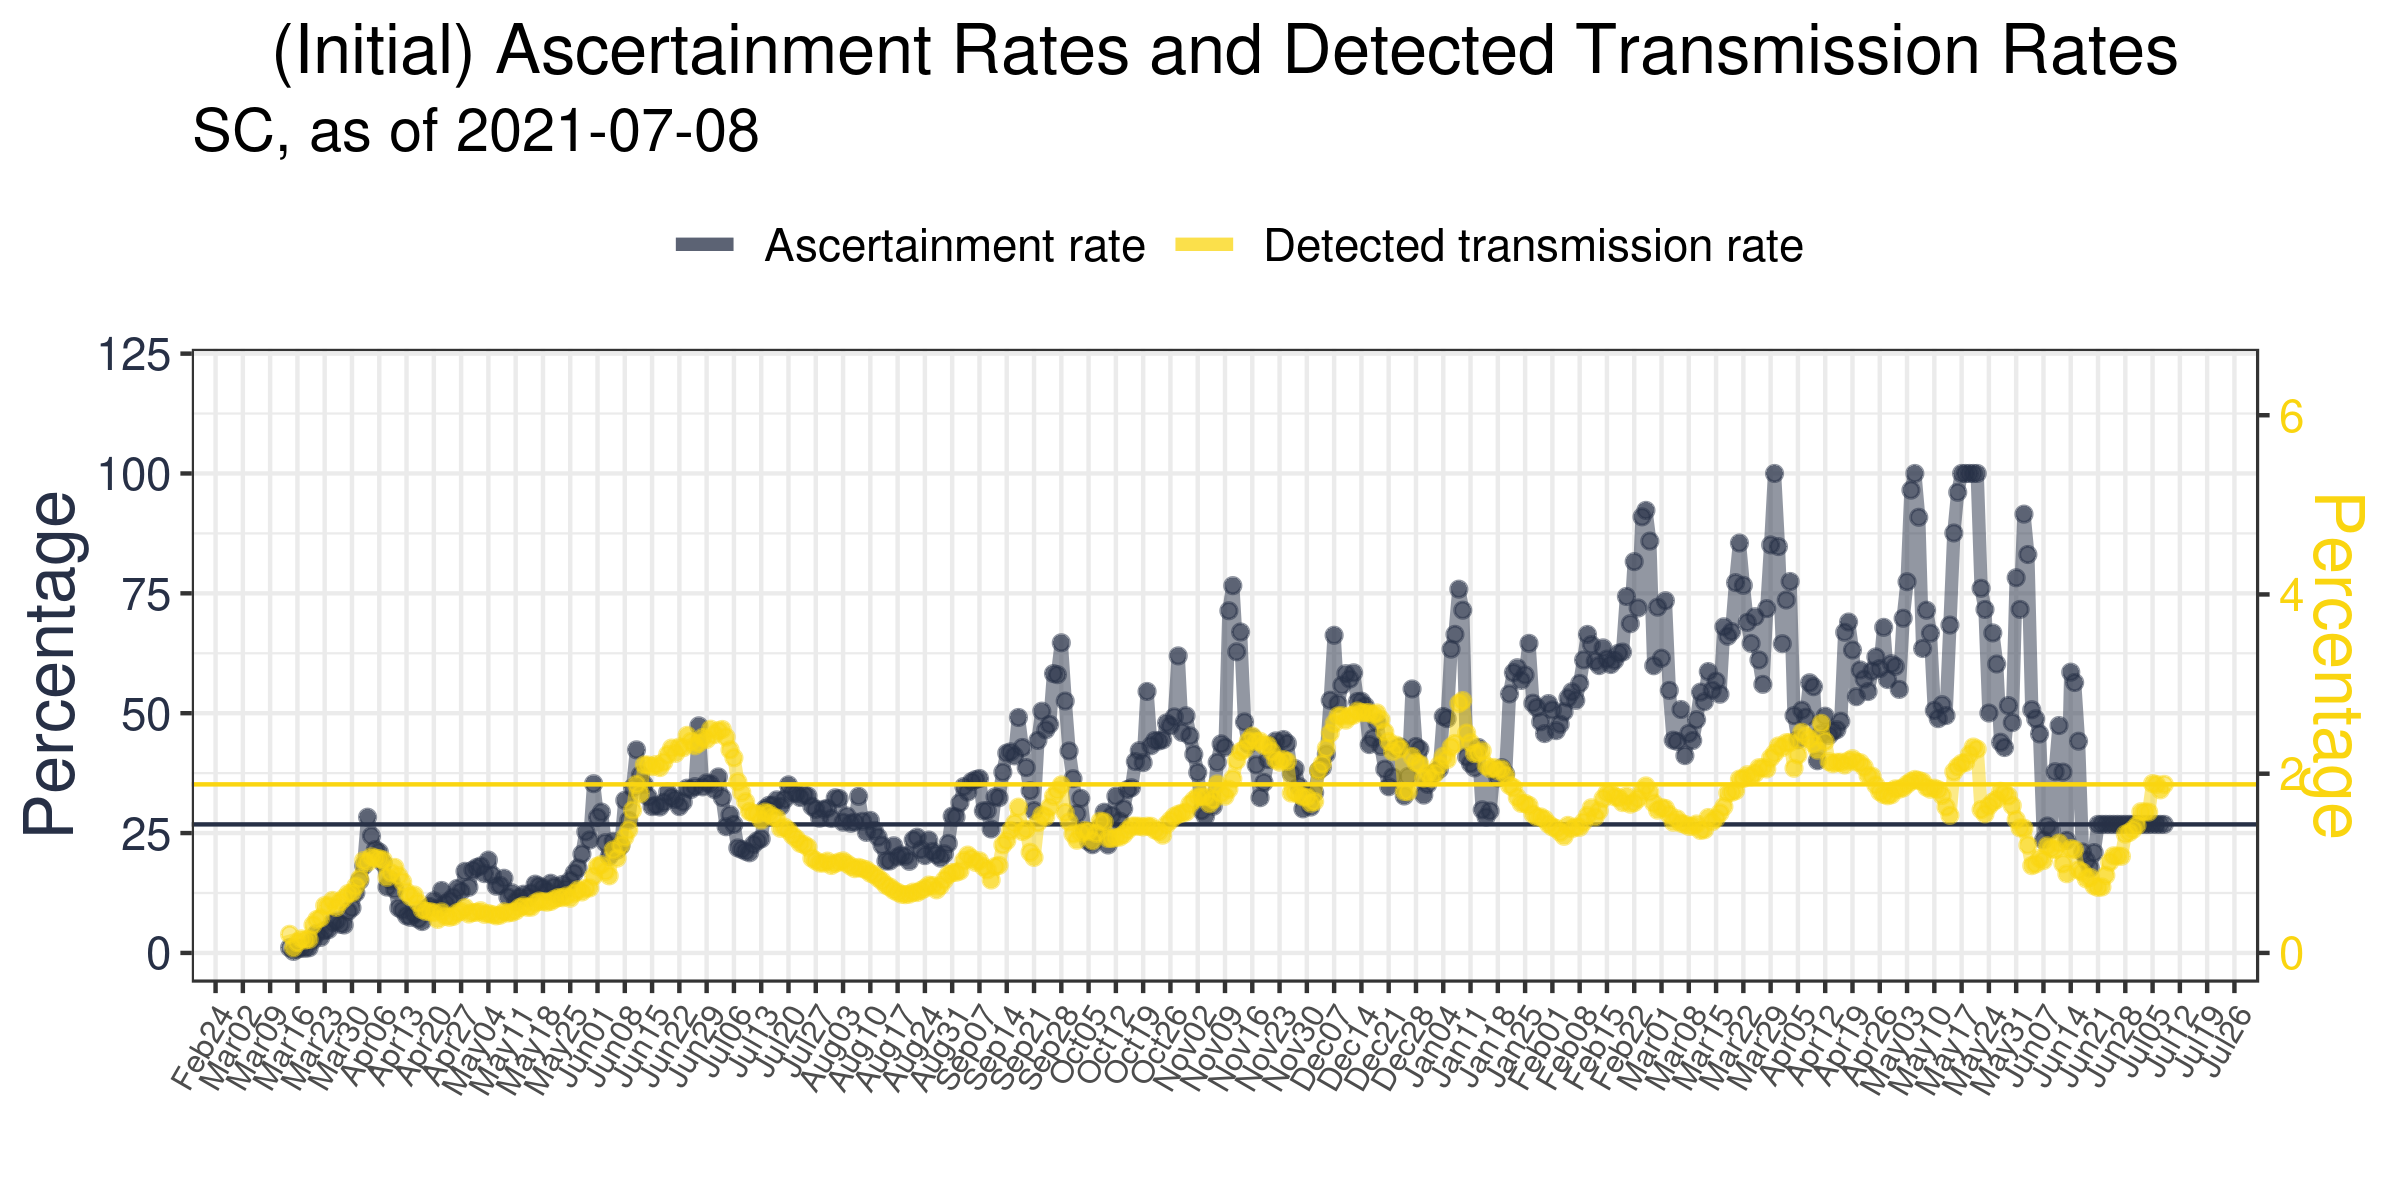 (Initial) Ascertainment Rates and Detected Transmission Rates
SC, as of 2021-07-08
Ascertainment rate
Detected transmission rate
Percentage
125
100
75
50
25
0
6
4
2
0
Percentage
Feb24
Mar02
Mar09
Mar16
Mar23
Mar30
Apr06
Apr13
Apr20
Apr27
May04
May11
May18
May25
Jun01
Jun08
Jun15
Jun22
Jun29
Jul06
Jul13
Jul20
Jul27
Aug03
Aug10
Aug17
Aug24
Aug31
Sep07
Sep14
Sep21
Sep28
Oct05
Oct12
Oct19
Oct26
Nov02
Nov09
Nov16
Nov23
Nov30
Dec07
Dec14
Dec21
Dec28
Jan04
Jan11
Jan18
Jan25
Feb01
Feb08
Feb15
Feb22
Mar01
Mar08
Mar15
Mar22
Mar29
Apr05
Apr12
Apr19
Apr26
May03
May10
May17
May24
May31
Jun07
Jun14
Jun21
Jun28
Jul05
Jul12
Jul19
Jul26